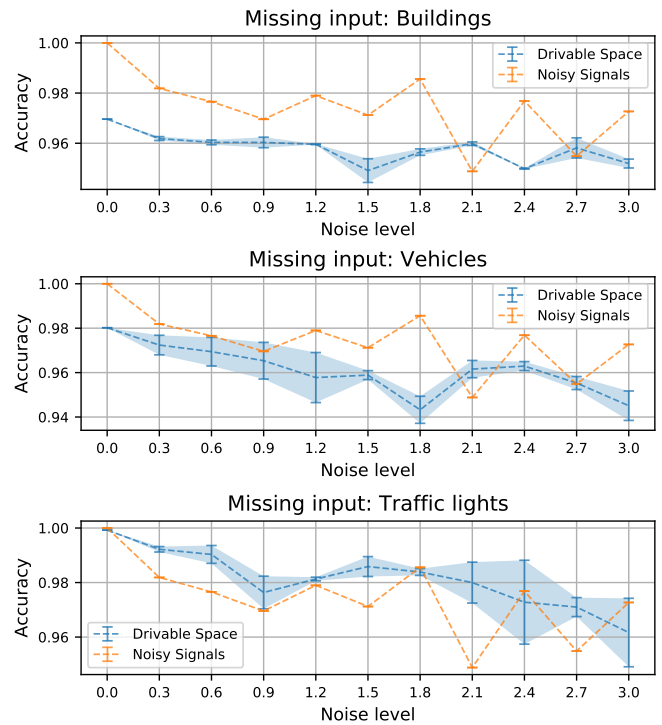 Missing input: Buildings
1.00
0.98
0.96
Accuracy
Drivable Space
Noisy Signals
0.0 0.3 0.6 0.9 1.2 1.5 1.8 2.1 2.4 2.7 3.0
Noise level
Missing input: Vehicles
1.00
0.98
0.96
0.94
Accuracy
Drivable Space
Noisy Signals
0.0 0.3 0.6 0.9 1.2 1.5 1.8 2.1 2.4 2.7 3.0
Noise level
Missing input: Traffic lights
1.00
0.98
0.96
Accuracy
Drivable Space
Noisy Signals
0.0 0.3 0.6 0.9 1.2 1.5 1.8 2.1 2.4 2.7 3.0
Noise level